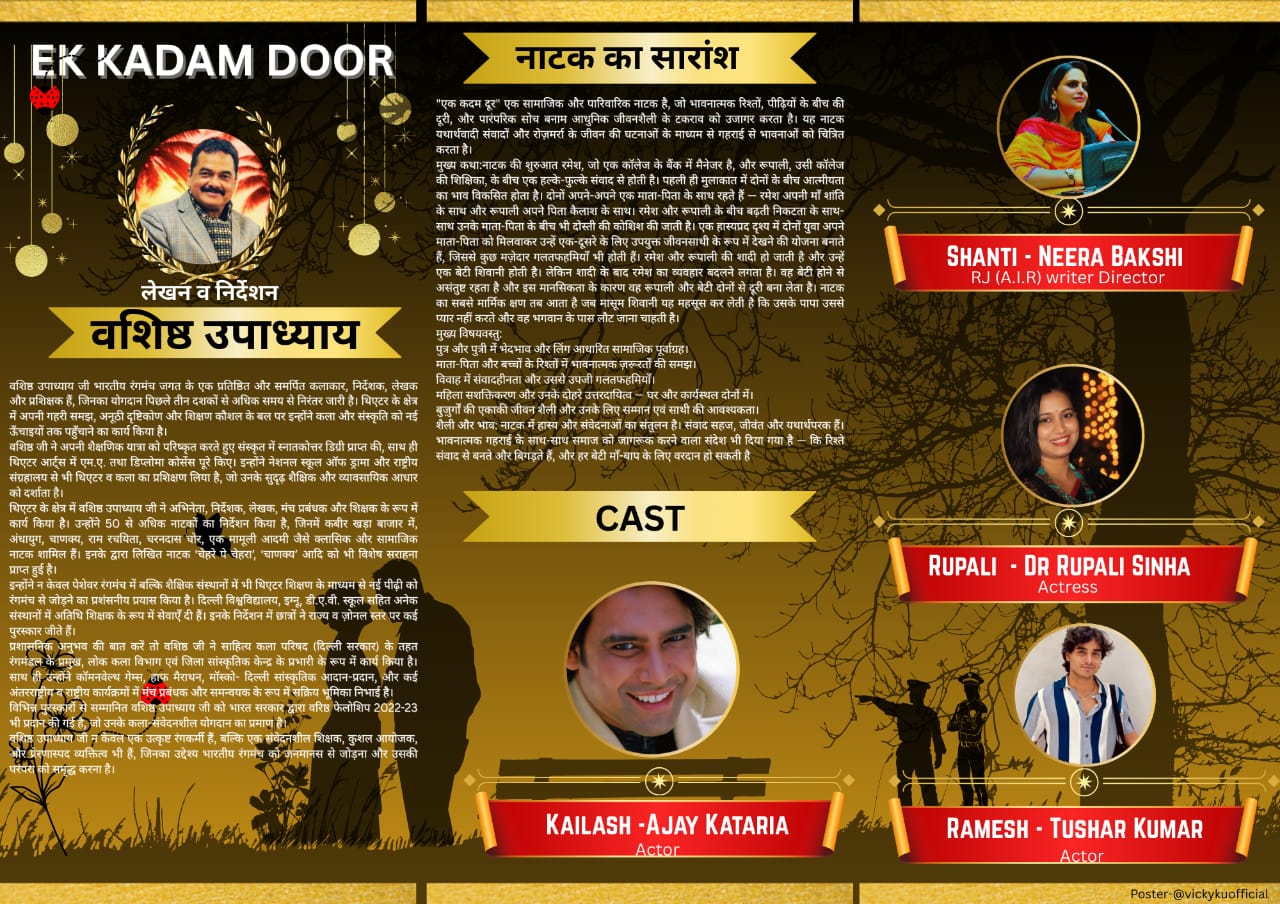 EK KADAM DOOR
लेखन व निर्देशन
वशिष्ठ उपाध्याय
वशिष्ठ उपाध्याय जी भारतीय रंगमंच जगत के एक प्रतिष्ठित और समर्पित कलाकार, निर्देशक, लेखक
और प्रशिक्षक हैं, जिनका योगदान पिछले तीन दशकों से अधिक समय से निरंतर जारी है। थिएटर के क्षेत्र
में अपनी गहरी समझ, अनूठी दृष्टिकोण और शिक्षण कौशल के बल पर इन्होंने कला और संस्कृति को नई
ऊँचाइयों तक पहुँचाने का कार्य किया है।
वशिष्ठ जी ने अपनी शैक्षणिक यात्रा को परिष्कृत करते हुए संस्कृत में स्नातकोत्तर डिग्री प्राप्त की, साथ ही
थिएटर आर्ट्स में एम.ए. तथा डिप्लोमा कोर्सेस पूरे किए। इन्होंने नेशनल स्कूल ऑफ ड्रामा और राष्ट्रीय
संग्रहालय से भी थिएटर व कला का प्रशिक्षण लिया है, जो उनके सुदृढ़ शैक्षिक और व्यावसायिक आधार
को दर्शाता है।
थिएटर के क्षेत्र में वशिष्ठ उपाध्याय जी ने अभिनेता, निर्देशक, लेखक, मंच प्रबंधक और शिक्षक के रूप में
कार्य किया है। उन्होंने 50 से अधिक नाटकों का निर्देशन किया है, जिनमें कबीर खड़ा बाजार में,
अंधायुग, चाणक्य, राम रचयिता, चरनदास चोर, एक मामूली आदमी जैसे क्लासिक और सामाजिक
नाटक शामिल हैं। इनके द्वारा लिखित नाटक ‘चेहरे पे चेहरा’, ‘चाणक्य’ आदि को भी विशेष सराहना
प्राप्त हुई है।
इन्होंने न केवल पेशेवर रंगमंच में बल्कि शैक्षिक संस्थानों में भी थिएटर शिक्षण के माध्यम से नई पीढ़ी को
रंगमंच से जोड़ने का प्रशंसनीय प्रयास किया है। दिल्ली विश्वविद्यालय, इग्नू, डी.ए.वी. स्कूल सहित अनेक
संस्थानों में अतिथि शिक्षक के रूप में सेवाएँ दी हैं। इनके निर्देशन में छात्रों ने राज्य व ज़ोनल स्तर पर कई
पुरस्कार जीते हैं।
प्रशासनिक अनुभव की बात करें तो वशिष्ठ जी ने साहित्य कला परिषद (दिल्ली सरकार) के तहत
रंगमंडल के प्रमुख, लोक कला विभाग एवं जिला सांस्कृतिक केन्द्र के प्रभारी के रूप में कार्य किया है।
साथ ही उन्होंने कॉमनवेल्थ गेम्स, हाफ मैराथन, मॉस्को- दिल्ली सांस्कृतिक आदान-प्रदान, और कई
अंतरराष्ट्रीय व राष्ट्रीय कार्यक्रमों में मंच प्रबंधक और समन्वयक के रूप में सक्रिय भूमिका निभाई है।
विभिन्न पुरस्कारों से सम्मानित वशिष्ठ उपाध्याय जी को भारत सरकार द्वारा वरिष्ठ फेलोशिप 2022-23
भी प्रदान की गई है, जो उनके कला-संवेदनशील योगदान का प्रमाण है।
वशिष्ठ उपाध्याय जी न केवल एक उत्कृष्ट रंगकर्मी हैं, बल्कि एक संवेदनशील शिक्षक, कुशल आयोजक,
और प्रेरणास्पद व्यक्तित्व भी हैं, जिनका उद्देश्य भारतीय रंगमंच को जनमानस से जोड़ना और उसकी
परंपरा को समृद्ध करना है।
नाटक का सारांश
"एक कदम दूर" एक सामाजिक और पारिवारिक नाटक है, जो भावनात्मक रिश्तों, पीढ़ियों के बीच की
दूरी, और पारंपरिक सोच बनाम आधुनिक जीवनशैली के टकराव को उजागर करता है। यह नाटक
यथार्थवादी संवादों और रोज़मर्रा के जीवन की घटनाओं के माध्यम से गहराई से भावनाओं को चित्रित
करता है।
मुख्य कथा:नाटक की शुरुआत रमेश, जो एक कॉलेज के बैंक में मैनेजर है, और रूपाली, उसी कॉलेज
की शिक्षिका, के बीच एक हल्के-फुल्के संवाद से होती है। पहली ही मुलाकात में दोनों के बीच आत्मीयता
का भाव विकसित होता है। दोनों अपने-अपने एक माता-पिता के साथ रहते हैं — रमेश अपनी माँ शांति
के साथ और रूपाली अपने पिता कैलाश के साथ। रमेश और रूपाली के बीच बढ़ती निकटता के साथ-
साथ उनके माता-पिता के बीच भी दोस्ती की कोशिश की जाती है। एक हास्यप्रद दृश्य में दोनों युवा अपने
माता-पिता को मिलवाकर उन्हें एक-दूसरे के लिए उपयुक्त जीवनसाथी के रूप में देखने की योजना बनाते
हैं, जिससे कुछ मज़ेदार गलतफहमियाँ भी होती हैं। रमेश और रूपाली की शादी हो जाती है और उन्हें
एक बेटी शिवानी होती है। लेकिन शादी के बाद रमेश का व्यवहार बदलने लगता है। वह बेटी होने से
असंतुष्ट रहता है और इस मानसिकता के कारण वह रूपाली और बेटी दोनों से दूरी बना लेता है। नाटक
का सबसे मार्मिक क्षण तब आता है जब मासूम शिवानी यह महसूस कर लेती है कि उसके पापा उससे
प्यार नहीं करते और वह भगवान के पास लौट जाना चाहती है।
मुख्य विषयवस्तु:
पुत्र और पुत्री में भेदभाव और लिंग आधारित सामाजिक पूर्वाग्रह।
माता-पिता और बच्चों के रिश्तों में भावनात्मक ज़रूरतों की समझ।
विवाह में संवादहीनता और उससे उपजी गलतफहमियाँ।
महिला सशक्तिकरण और उनके दोहरे उत्तरदायित्व — घर और कार्यस्थल दोनों में।
बुजुर्गों की एकाकी जीवन शैली और उनके लिए सम्मान एवं साथी की आवश्यकता।
शैली और भाव: नाटक में हास्य और संवेदनाओं का संतुलन है। संवाद सहज, जीवंत और यथार्थपरक हैं।
भावनात्मक गहराई के साथ-साथ समाज को जागरूक करने वाला संदेश भी दिया गया है — कि रिश्ते
संवाद से बनते और बिगड़ते हैं, और हर बेटी माँ-बाप के लिए वरदान हो सकती है
CAST
KAILASH -AJAY KATARIA
Actor
SHANTI - NEERA BAKSHI
RJ (A.I.R) writer Director
RUPALI - DR RUPALI SINHA
Actress
RAMESH - TUSHAR KUMAR
Actor
Poster-@vickykuofficial